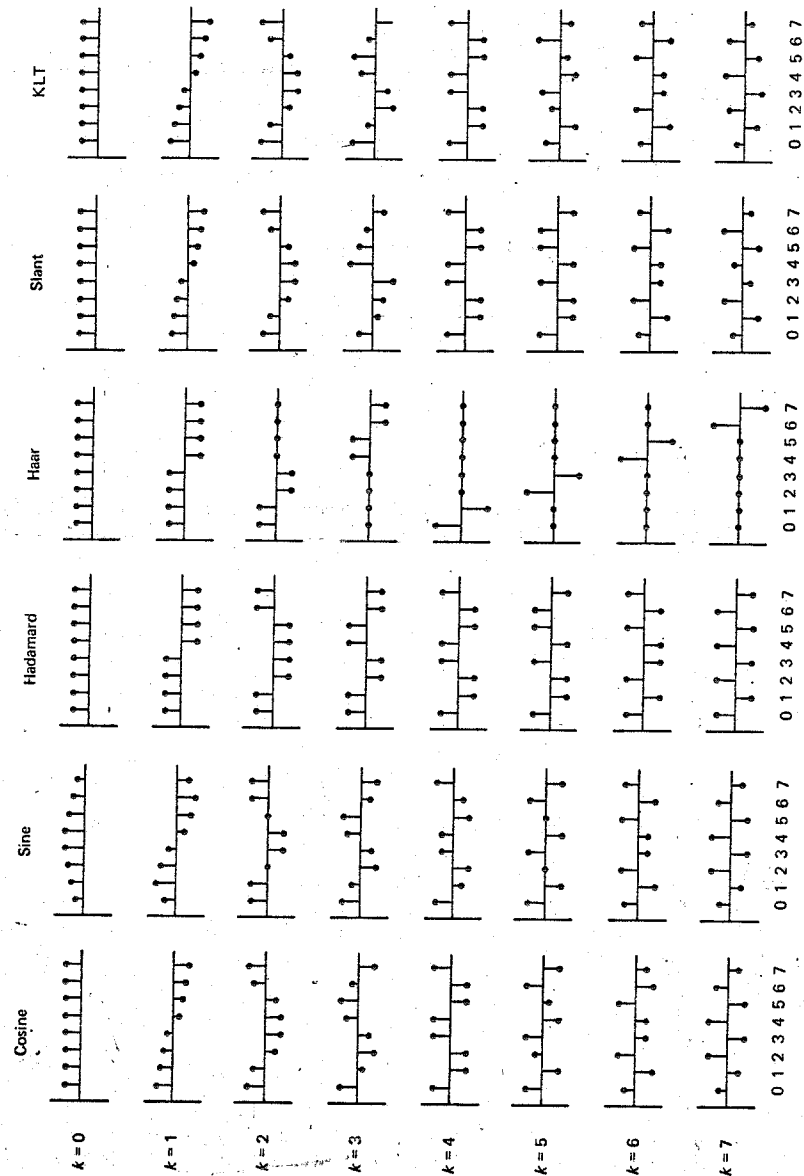 Cosine Sine Hadamard Haar Slant KLT
k = 0
k = 1
k = 2
k = 3
k = 4
k = 5
k = 6
k = 7
0 1 2 3 4 5 6 7 0 1 2 3 4 5 6 7 0 1 2 3 4 5 6 7 0 1 2 3 4 5 6 7 0 1 2 3 4 5 6 7 0 1 2 3 4 5 6 7